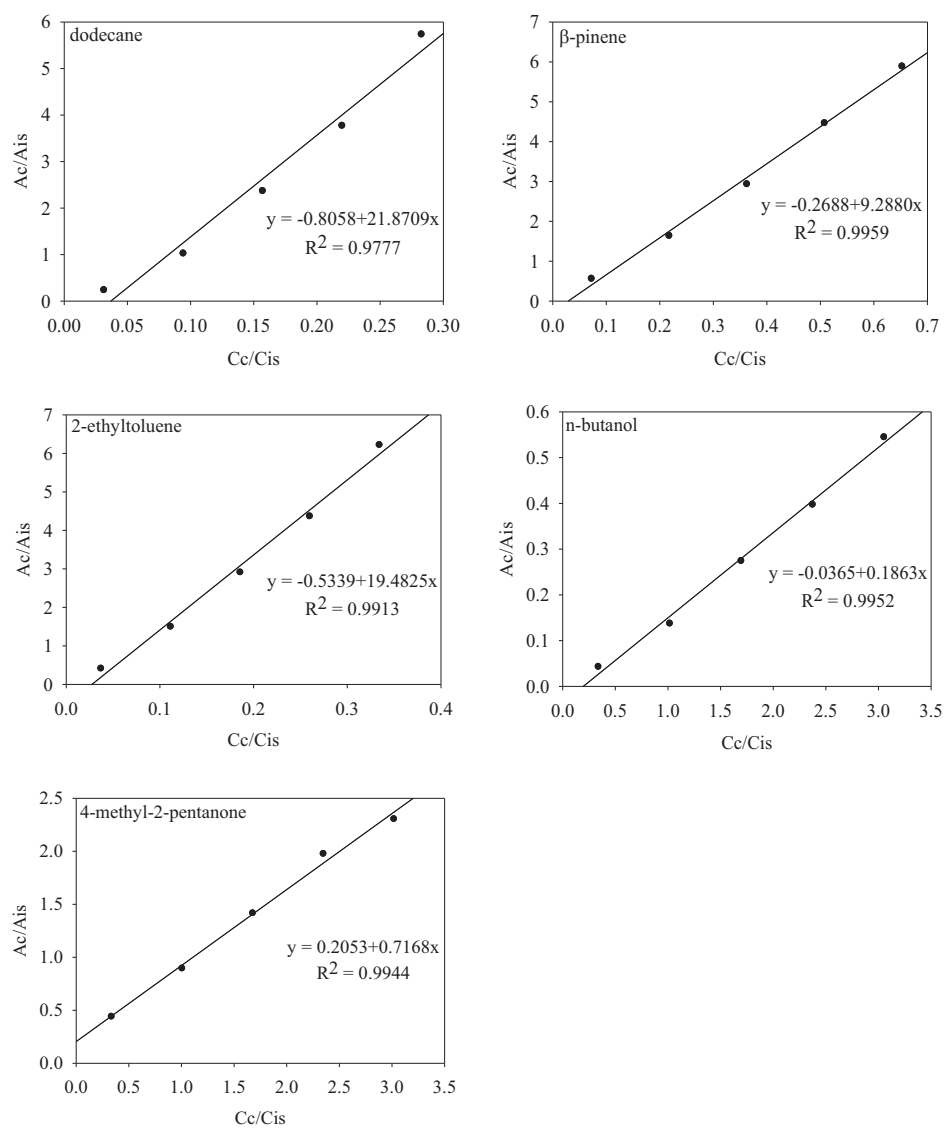 dodecane
6
5
4
3
2
1
0
Ac/Ais
y = -0.8058+21.8709x
R2 = 0.9777
0.00 0.05 0.10 0.15 0.20 0.25 0.30
Cc/Cis
β-pinene
7
6
5
4
3
2
1
0
Ac/Ais
y = -0.2688+9.2880x
R2 = 0.9959
0.0 0.1 0.2 0.3 0.4 0.5 0.6 0.7
Cc/Cis
2-ethyltoluene
7
6
5
4
3
2
1
0
Ac/Ais
y = -0.5339+19.4825x
R2 = 0.9913
0.0 0.1 0.2 0.3 0.4
Cc/Cis
n-butanol
0.6
0.5
0.4
0.3
0.2
0.1
0.0
Ac/Ais
y = -0.0365+0.1863x
R2 = 0.9952
0.0 0.5 1.0 1.5 2.0 2.5 3.0 3.5
Cc/Cis
4-methyl-2-pentanone
2.5
2.0
1.5
1.0
0.5
0.0
Ac/Ais
y = 0.2053+0.7168x
R2 = 0.9944
0.0 0.5 1.0 1.5 2.0 2.5 3.0 3.5
Cc/Cis